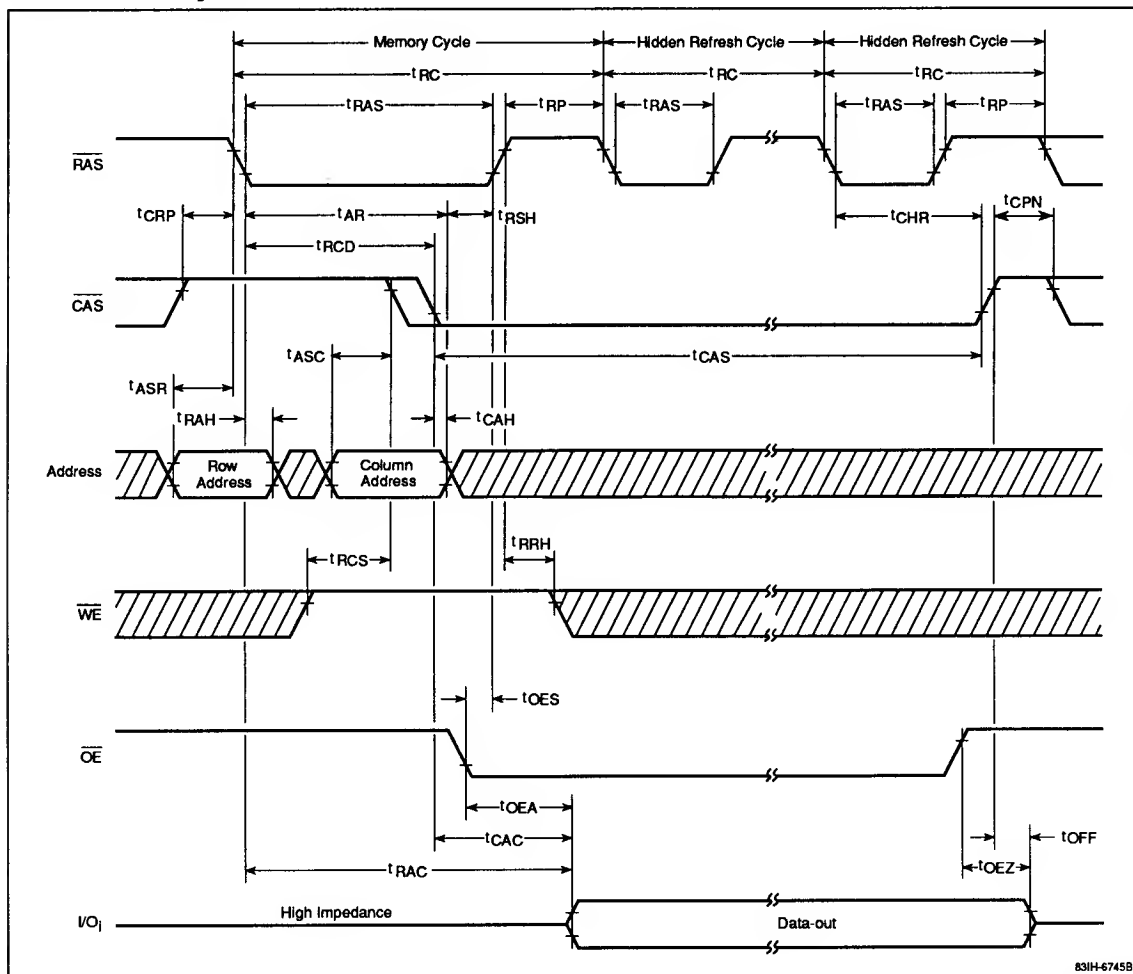 Memory Cycle Hidden Refresh Cycle Hidden Refresh Cycle
tRC tRC tRC
tRAS tRP tRAS tRAS tRP
RAS
tCRP tAR tRSH tCHR tCPN
tRCD
CAS
tASC tCAS
tASR
tRAH tCAH
Address Row Address Column Address
tRCS tRRH
WE
tOES
OE
tOEA
tCAC tOFF
tRAC tOEZ
I/Oi High Impedance Data-out
83IH-6745B